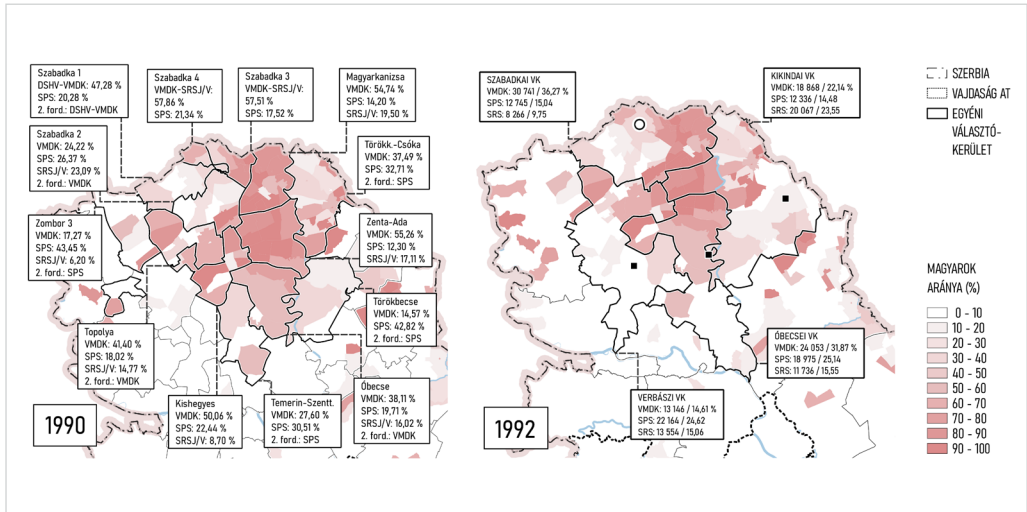 Szabadka 1
DSHV-VMDK: 47,28 %
SPS: 20,28 %
2. ford.: DSHV-VMDK
Szabadka 4
VMDK-SRSJ/V:
57,86 %
SPS: 21,34 %
Szabadka 3
VMDK-SRSJ/V:
57,51 %
SPS: 17,52 %
Magyarkanizsa
VMDK: 54,74 %
SPS: 14,20 %
SRSJ/V: 19,50 %
Szabadka 2
VMDK: 24,22 %
SPS: 26,37 %
SRSJ/V: 23,09 %
2. ford.: VMDK
Törökk.-Csóka
VMDK: 37,49 %
SPS: 32,71 %
2. ford.: SPS
Zombor 3
VMDK: 17,27 %
SPS: 43,45 %
SRSJ/V: 6,20 %
2. ford.: SPS
Zenta-Ada
VMDK: 55,26 %
SPS: 12,30 %
SRSJ/V: 17,11 %
Törökbecse
VMDK: 14,57 %
SPS: 42,82 %
2. ford.: SPS
Topolya
VMDK: 41,40 %
SPS: 18,02 %
SRSJ/V: 14,77 %
2. ford.: VMDK
Kishegyes
VMDK: 50,06 %
SPS: 22,44 %
SRSJ/V: 8,70 %
Temerin-Szentt.
VMDK: 27,60 %
SPS: 30,51 %
2. ford.: SPS
Óbecse
VMDK: 38,11 %
SPS: 19,71 %
SRSJ/V: 16,02 %
2. ford.: VMDK
1990
SZABADKAI VK
VMDK: 30 741 / 36,27 %
SPS: 12 745 / 15,04
SRS: 8 266 / 9,75
KIKINDAI VK
VMDK: 18 868 / 22,14 %
SPS: 12 336 / 14,48
SRS: 20 067 / 23,55
ÓBECSEI VK
VMDK: 24 053 / 31,87 %
SPS: 18 975 / 25,14
SRS: 11 736 / 15,55
VERBÁSZI VK
VMDK: 13 146 / 14,61 %
SPS: 22 164 / 24,62
SRS: 13 554 / 15,06
1992
SZERBIA
VAJDASÁG AT
EGYÉNI
VÁLASZTÓ-
KERÜLET
MAGYAROK
ARÁNYA (%)
0 - 10
10 - 20
20 - 30
30 - 40
40 - 50
50 - 60
60 - 70
70 - 80
80 - 90
90 - 100